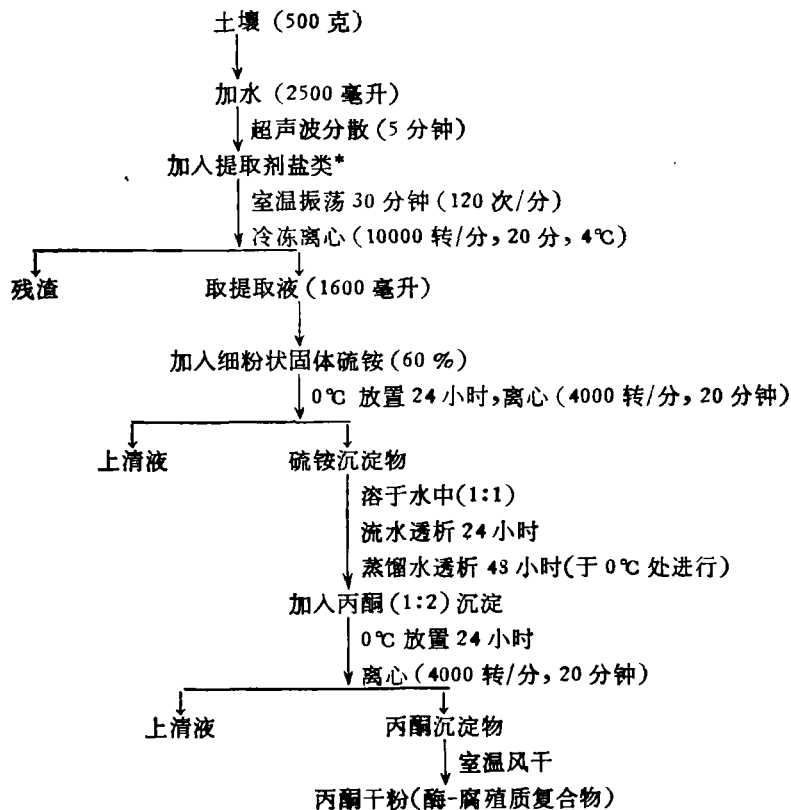 土壤 (500 克)
加水 (2500 毫升)
超声波分散 (5 分钟)
加入提取剂盐类*
室温振荡 30 分钟 (120 次/分)
冷冻离心 (10000 转/分, 20 分, 4℃)
残渣 取提取液 (1600 毫升)
加入细粉状固体硫铵 (60 %)
0℃ 放置 24 小时, 离心 (4000 转/分, 20 分钟)
上清液 硫铵沉淀物
溶于水中 (1:1)
流水透析 24 小时
蒸馏水透析 48 小时 (于 0℃ 处进行)
加入丙酮 (1:2) 沉淀
0℃ 放置 24 小时
离心 (4000 转/分, 20 分钟)
上清液 丙酮沉淀物
室温风干
丙酮干粉 (酶-腐殖质复合物)